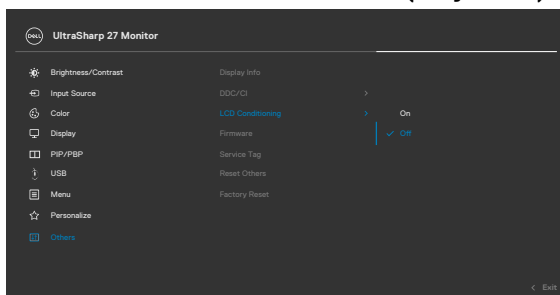 DELL UltraSharp 27 Monitor
Brightness/Contrast Display Info
Input Source DDC/CI >
Color LCD Conditioning > On
Display Firmware ✓ Off
PIP/PBP Service Tag
USB Reset Others
Menu Factory Reset
Personalize
Others
< Exit